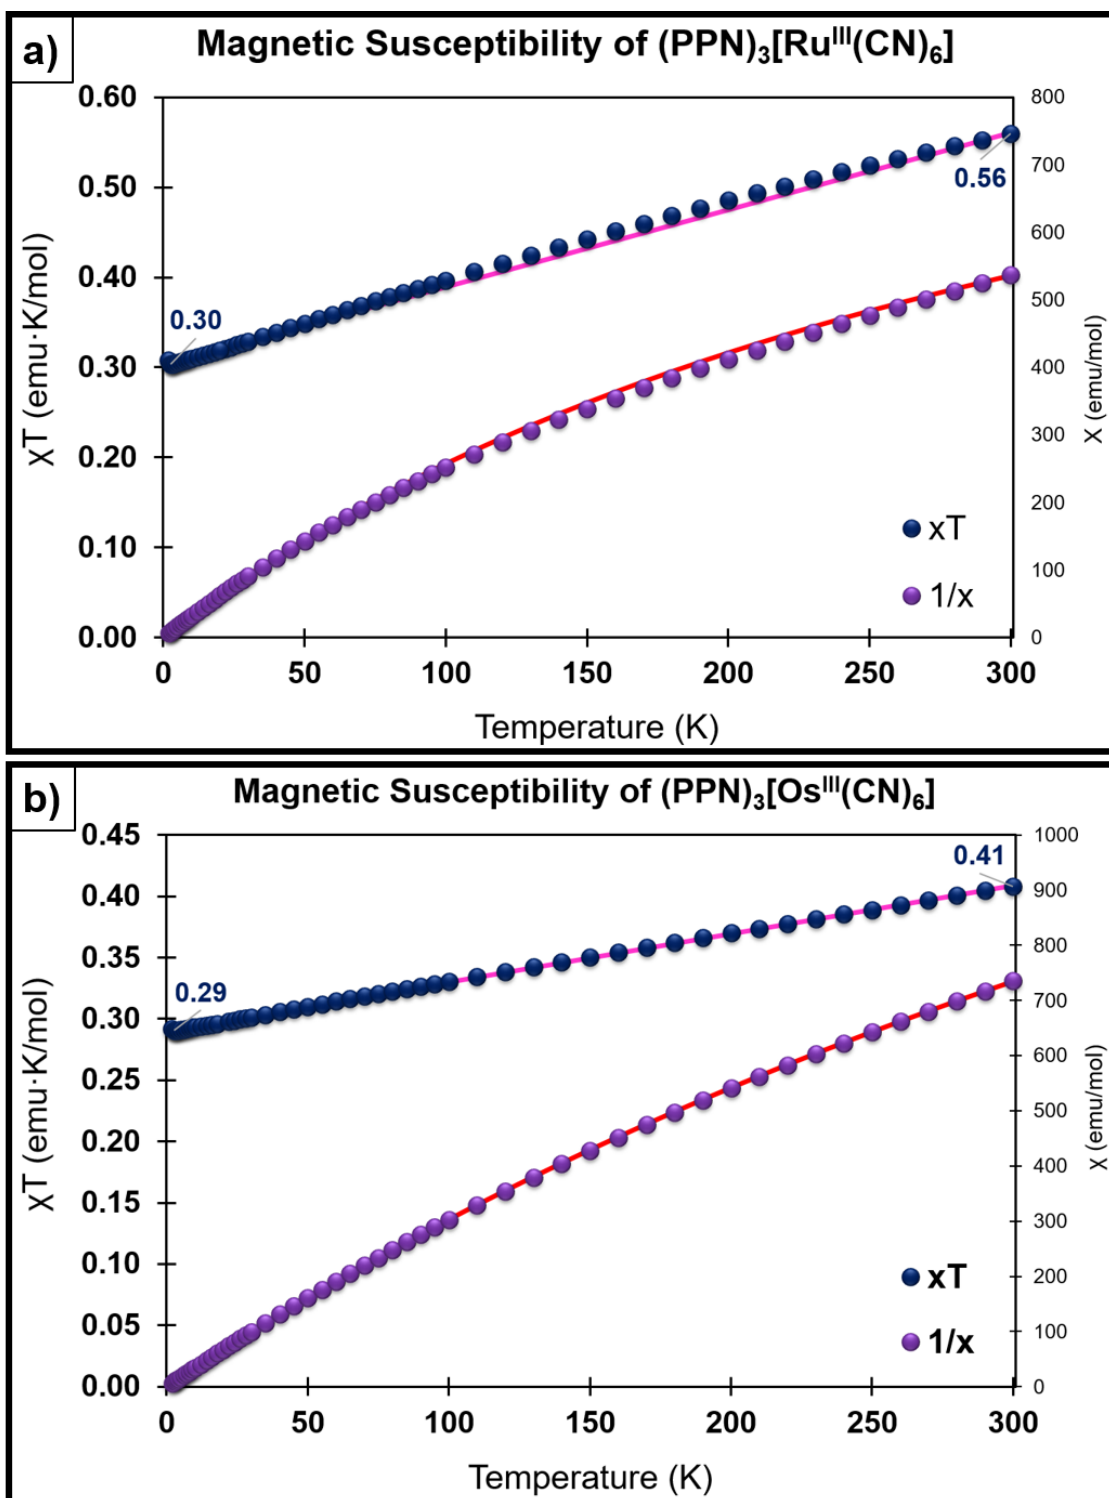 a)
Magnetic Susceptibility of (PPN)₃[Ruᴵᴵᴵ(CN)₆]
0.60
0.50
0.40
0.30
0.20
0.10
0.00
χT (emu·K/mol)
0.30
0.56
800
700
600
500
400
300
200
100
0
X (emu/mol)
xT
1/x
0 50 100 150 200 250 300
Temperature (K)
b)
Magnetic Susceptibility of (PPN)₃[Osᴵᴵᴵ(CN)₆]
0.45
0.40
0.35
0.30
0.25
0.20
0.15
0.10
0.05
0.00
χT (emu·K/mol)
0.29
0.41
1000
900
800
700
600
500
400
300
200
100
0
χ (emu/mol)
xT
1/x
0 50 100 150 200 250 300
Temperature (K)